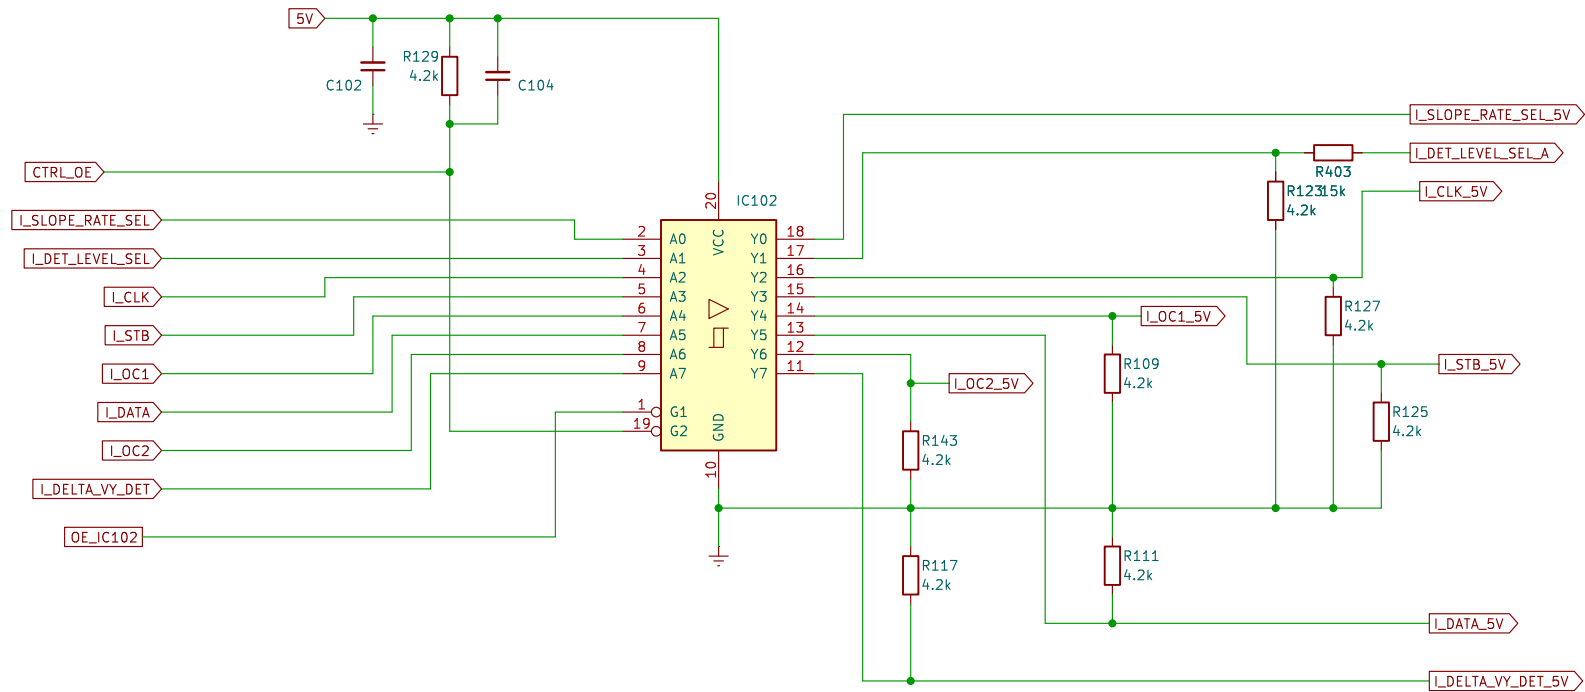 5V
R129
4.2k
C102
C104
CTRL_OE
I_SLOPE_RATE_SEL
I_DET_LEVEL_SEL
I_CLK
I_STB
I_OC1
I_DATA
I_OC2
I_DELTA_VY_DET
OE_IC102
IC102
20
VCC
2 A0 Y0 18
3 A1 Y1 17
4 A2 Y2 16
5 A3 Y3 15
6 A4 Y4 14
7 A5 Y5 13
8 A6 Y6 12
9 A7 Y7 11
1 G1
19 G2
GND
10
I_SLOPE_RATE_SEL_5V
I_DET_LEVEL_SEL_A
R403
15k
R123
4.2k
I_CLK_5V
R127
4.2k
I_OC1_5V
R109
4.2k
I_STB_5V
R125
4.2k
I_OC2_5V
R143
4.2k
R117
4.2k
R111
4.2k
I_DATA_5V
I_DELTA_VY_DET_5V